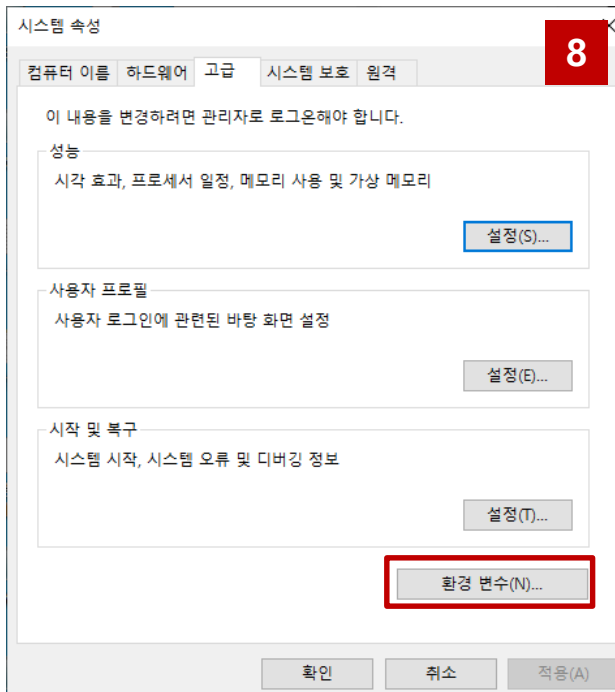 시스템 속성
8
컴퓨터 이름 하드웨어 고급 시스템 보호 원격
이 내용을 변경하려면 관리자로 로그온해야 합니다.
성능
시각 효과, 프로세서 일정, 메모리 사용 및 가상 메모리
설정(S)...
사용자 프로필
사용자 로그인에 관련된 바탕 화면 설정
설정(E)...
시작 및 복구
시스템 시작, 시스템 오류 및 디버깅 정보
설정(T)...
환경 변수(N)...
확인 취소 적용(A)